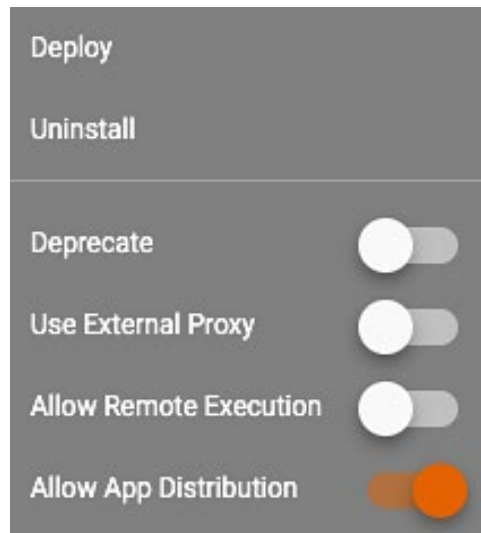 Deploy
Uninstall
Deprecate
Use External Proxy
Allow Remote Execution
Allow App Distribution